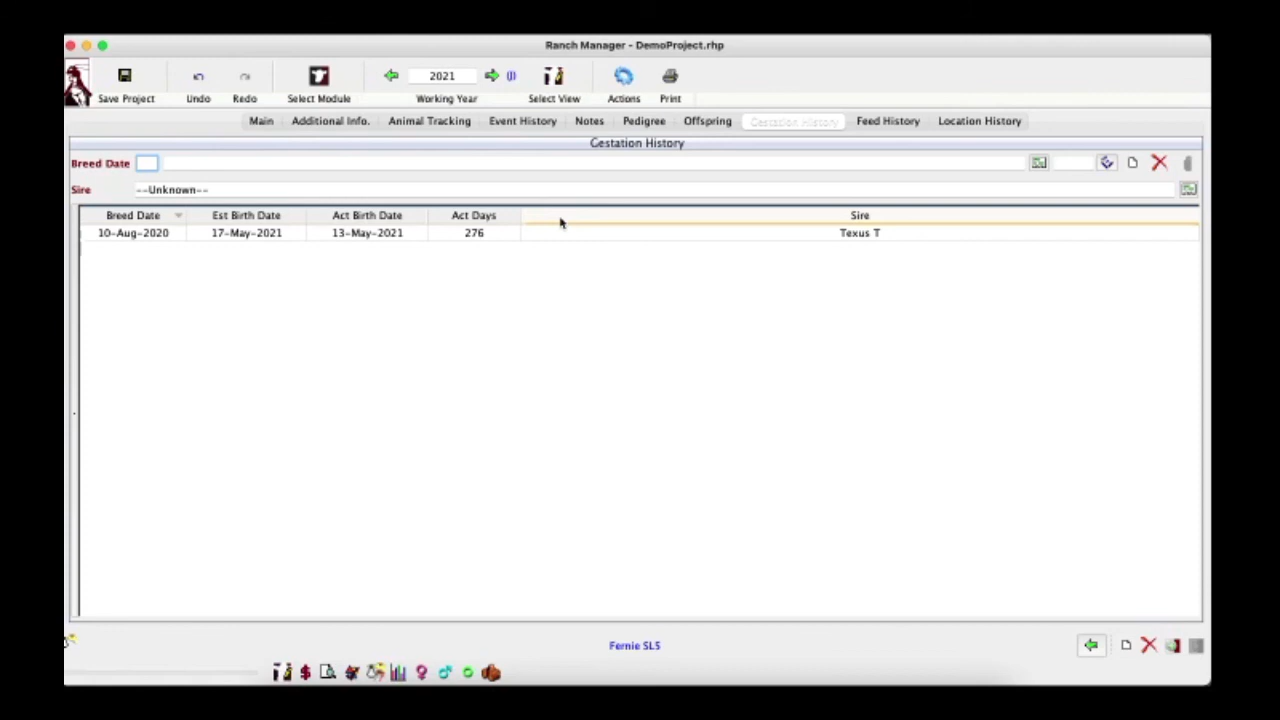 Ranch Manager - DemoProject.rhp
2021
Save Project Undo Redo Select Module Working Year Select View Actions Print
Main Additional Info. Animal Tracking Event History Notes Pedigree Offspring Gestation History Feed History Location History
Gestation History
Breed Date
Sire --Unknown--
Breed Date Est Birth Date Act Birth Date Act Days Sire
10-Aug-2020 17-May-2021 13-May-2021 276 Texus T
Fernie SL5